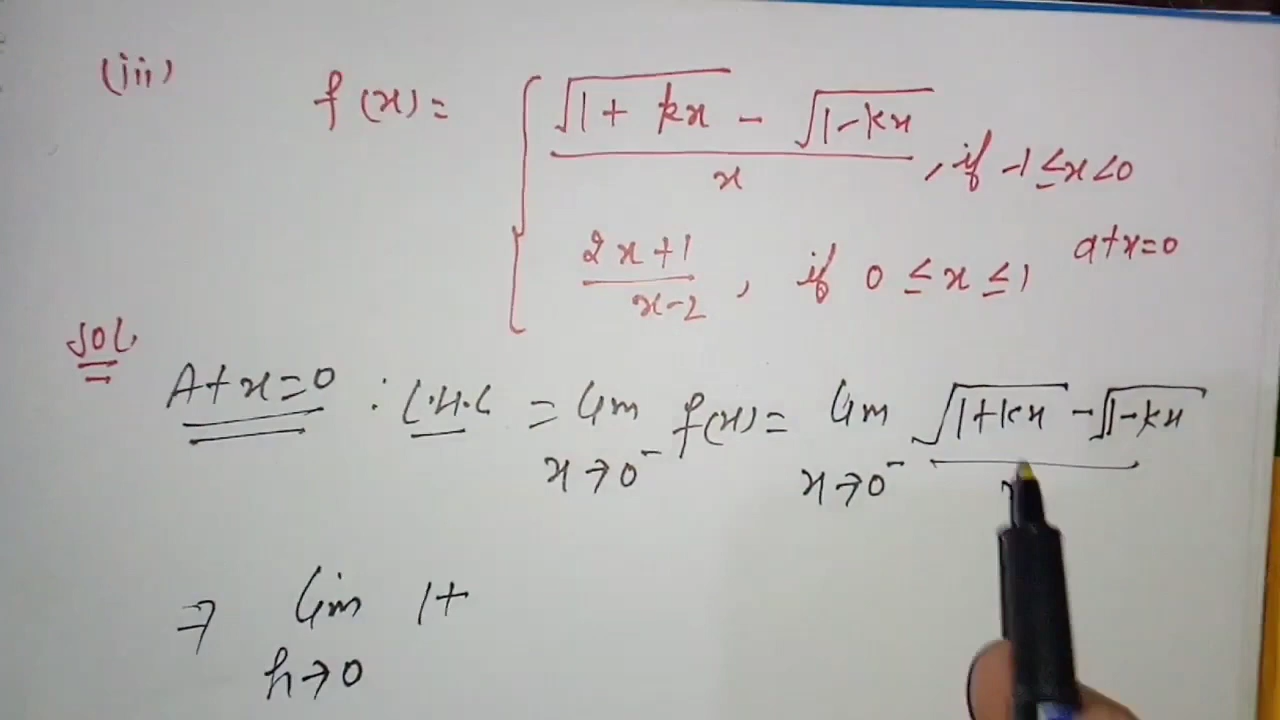 (iii) f(x) = { (√(1+kx) - √(1-kx))/x , if -1≤x<0
(2x+1)/(x-2) , if 0≤x≤1 at x=0
SOL
At x=0 : L.H.L = lim x→0⁻ f(x) = lim x→0⁻ √(1+kx) - √(1-kx)
⇒ lim h→0 1+